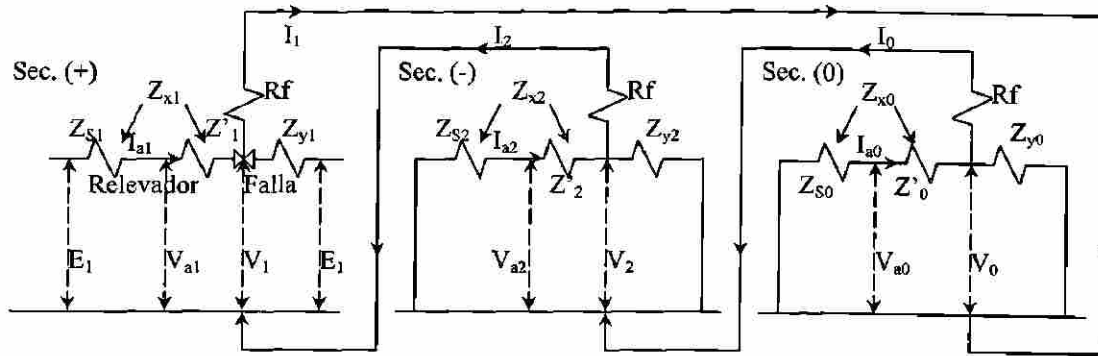 I1 I2 I0
Sec. (+) Sec. (-) Sec. (0)
Rf Rf Rf
Zx1 Zx2 Zx0
ZS1 Ia1 Z'1 Zy1 ZS2 Ia2 Z'2 Zy2 ZS0 Ia0 Z'0 Zy0
Relevador Falla
E1 Va1 V1 E1 Va2 V2 Va0 V0